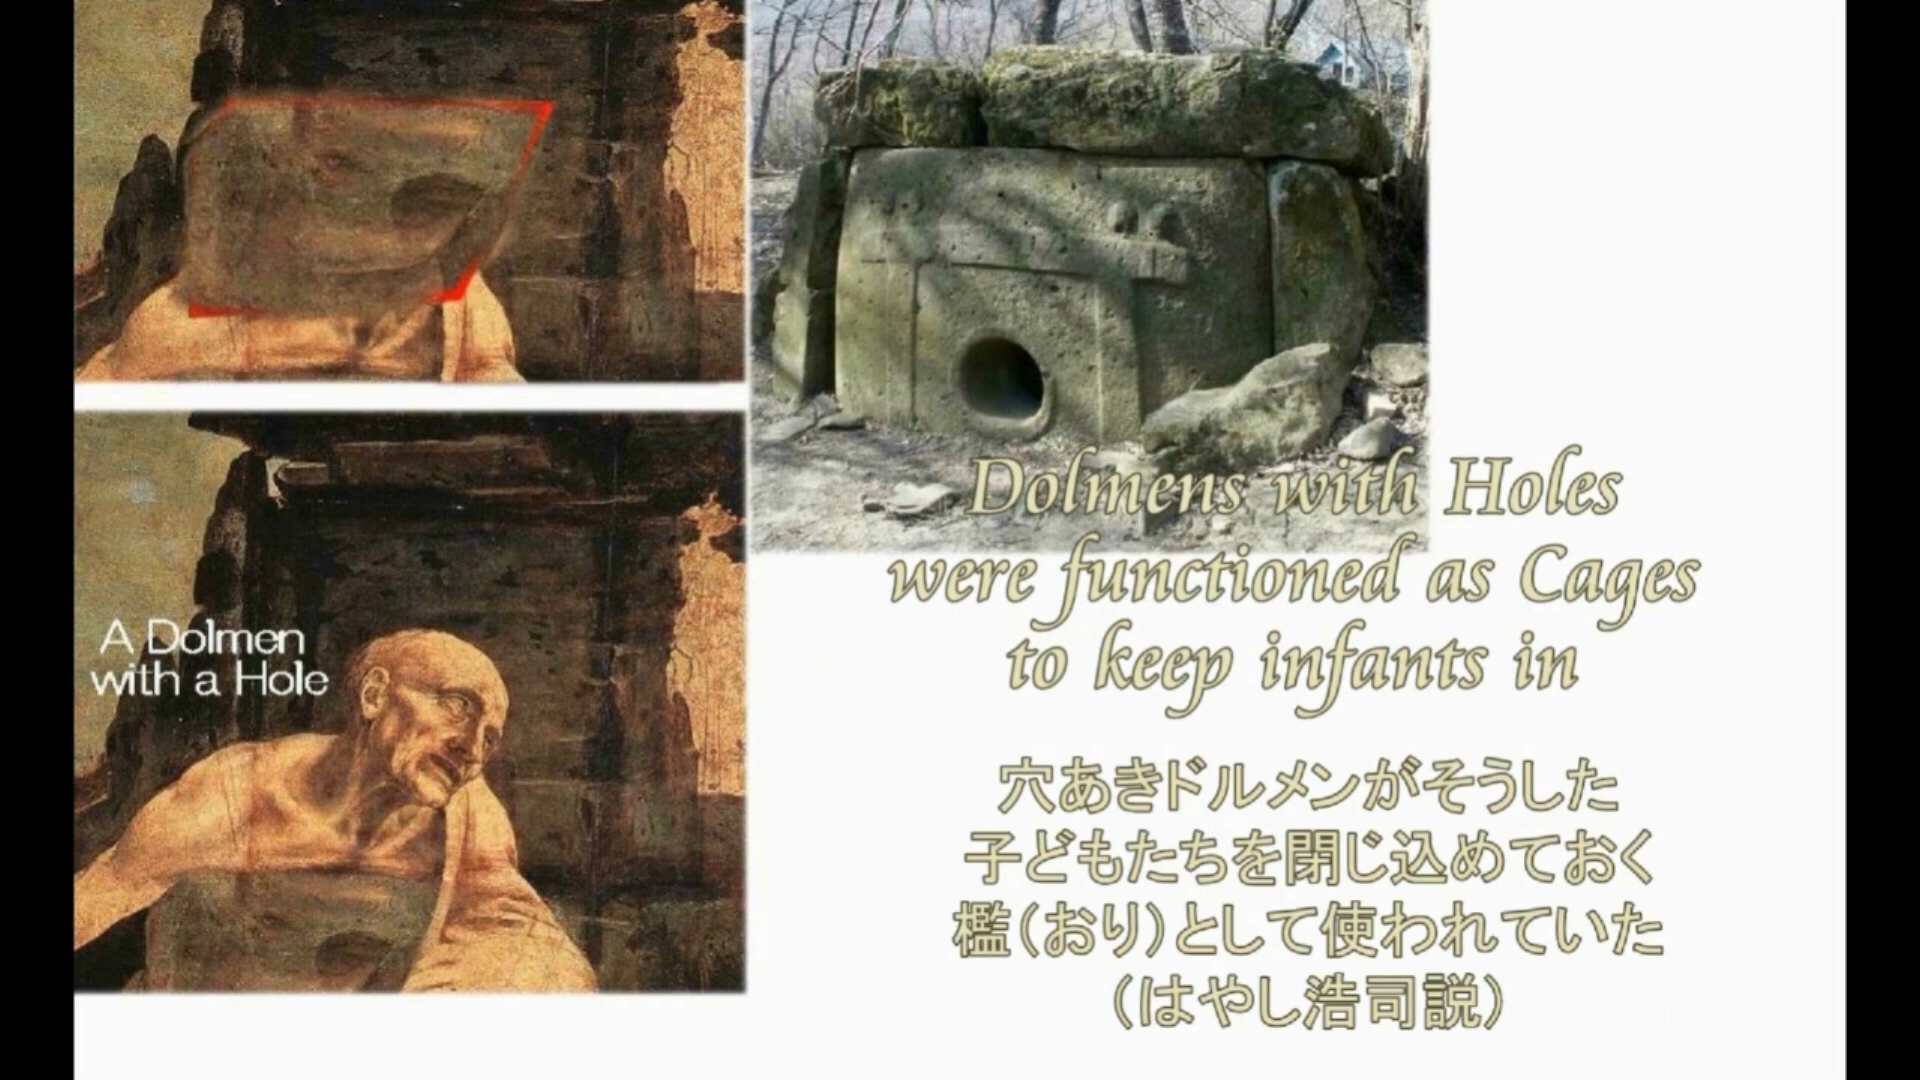 A Dolmen
with a Hole
Dolmens with Holes
were functioned as Cages
to keep infants in
穴あきドルメンがそうした
子どもたちを閉じ込めておく
檻（おり）として使われていた
（はやし浩司説）